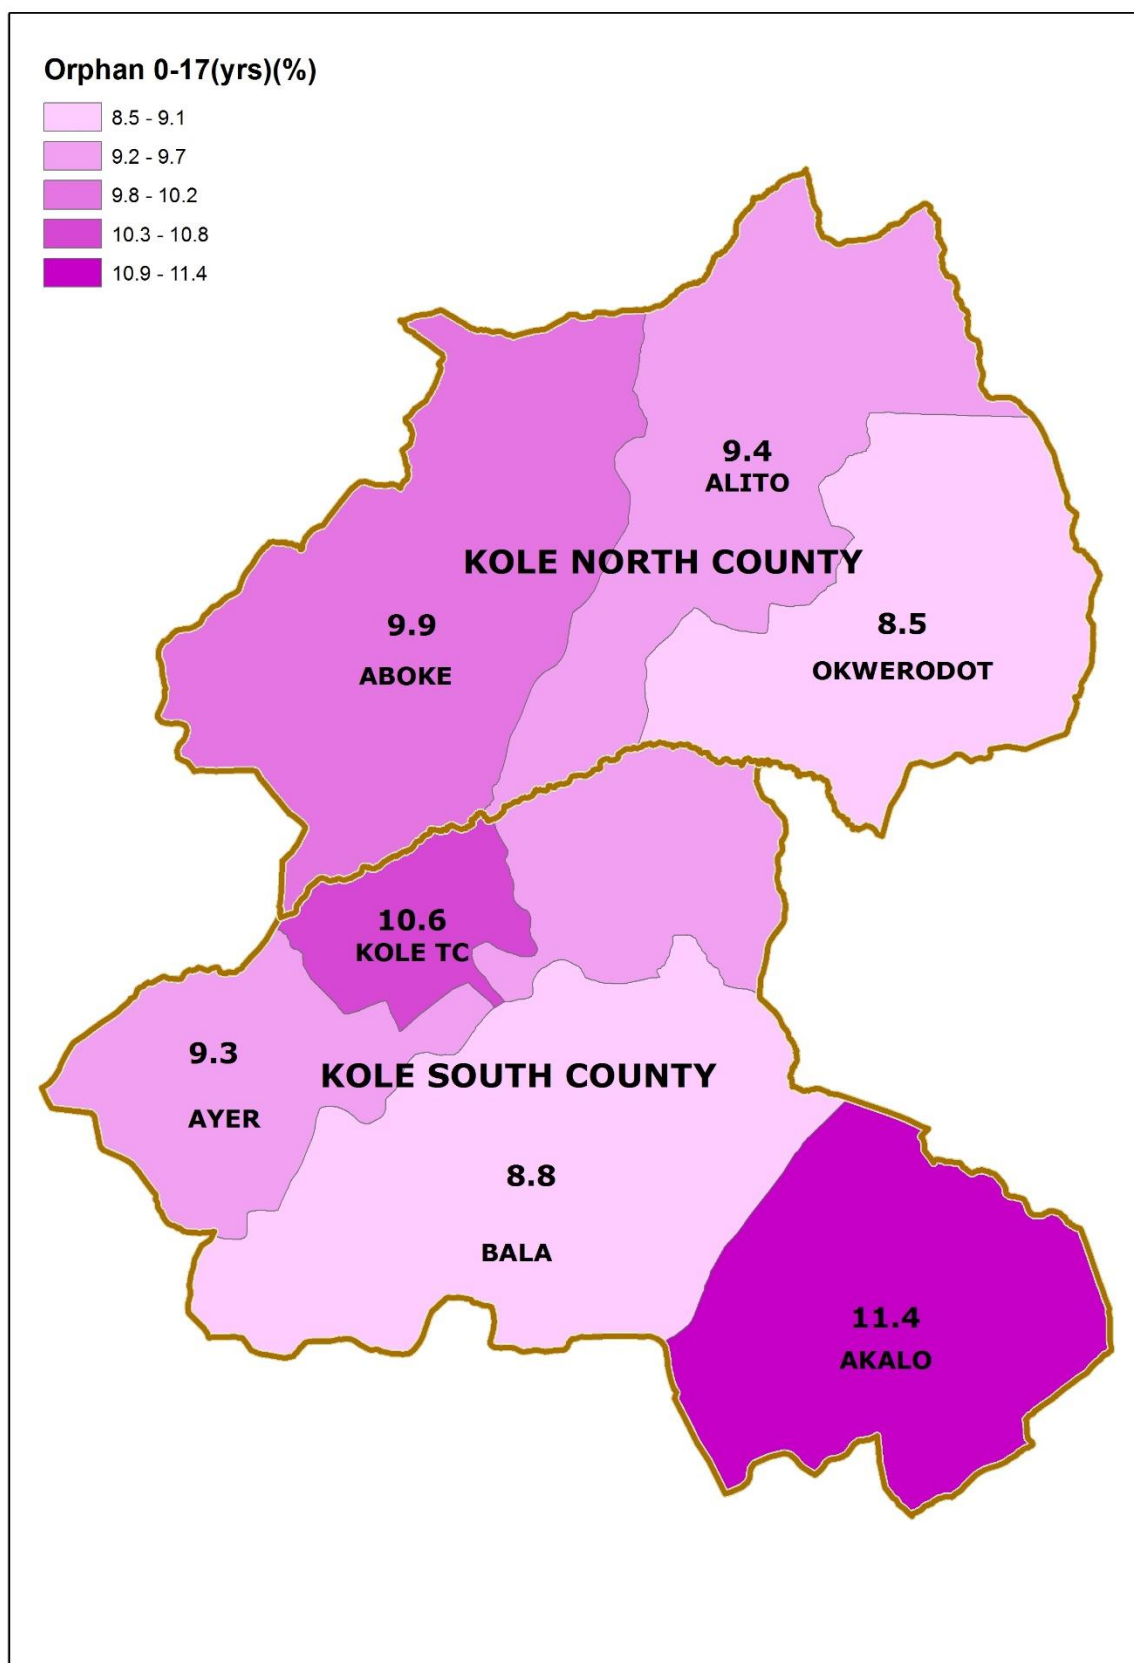 Orphan 0-17(yrs)(%)
8.5 - 9.1
9.2 - 9.7
9.8 - 10.2
10.3 - 10.8
10.9 - 11.4
9.4
ALITO
KOLE NORTH COUNTY
9.9
ABOKE
8.5
OKWERODOT
10.6
KOLE TC
9.3
AYER
KOLE SOUTH COUNTY
8.8
BALA
11.4
AKALO